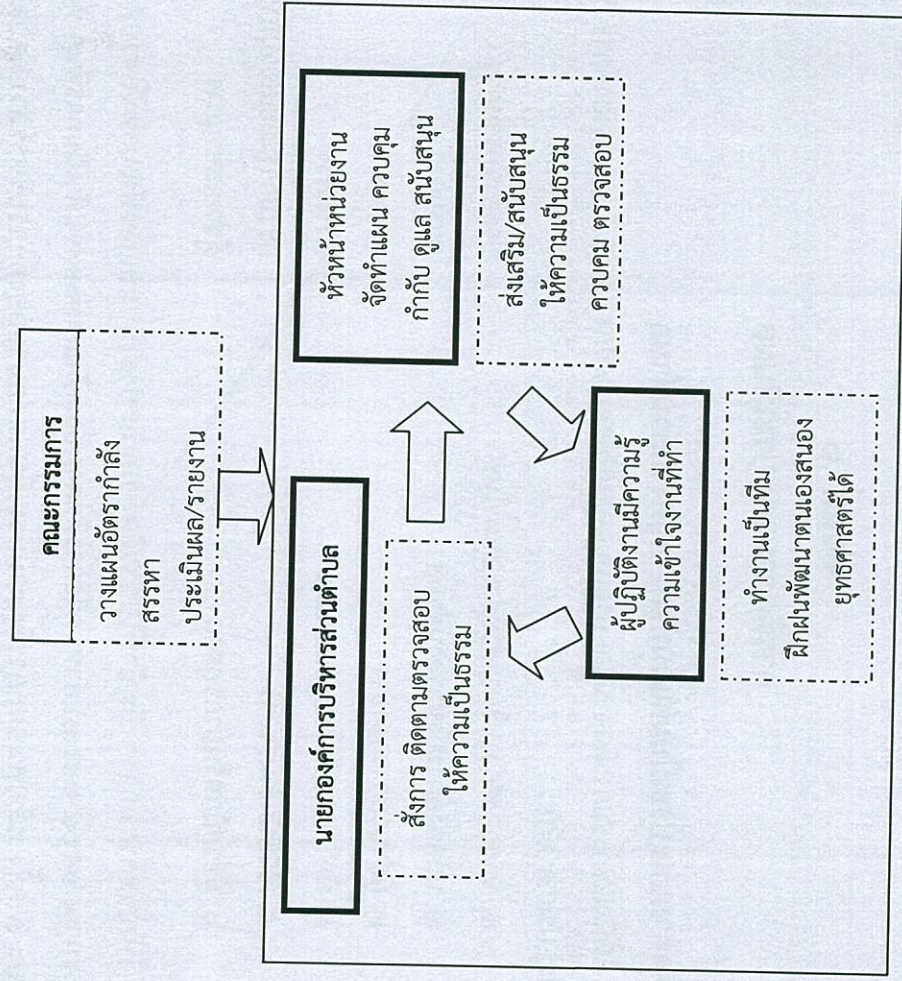 คณะกรรมการ
วางแผนอัตรากำลัง
สรรหา
ประเมินผล/รายงาน
นายกองค์การบริหารส่วนตำบล
สั่งการ ติดตามตรวจสอบ
ให้ความเป็นธรรม
หัวหน้าหน่วยงาน
จัดทำแผน ควบคุม
กำกับ ดูแล สนับสนุน
ส่งเสริม/สนับสนุน
ให้ความเป็นธรรม
ควบคม ตรวจสอบ
ผู้ปฏิบัติงานมีความรู้
ความเข้าใจงานที่ทำ
ทำงานเป็นทีม
ฝึกฝนพัฒนาตนเองสนอง
ยุทธศาสตร์ได้